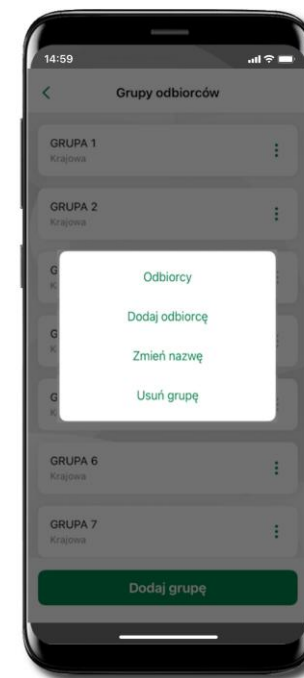 14:59
Grupy odbiorców
GRUPA 1
Krajowa
GRUPA 2
Krajowa
G
K
Odbiorcy
Dodaj odbiorcę
G
K
Zmień nazwę
Usuń grupę
G
K
GRUPA 6
Krajowa
GRUPA 7
Krajowa
Dodaj grupę